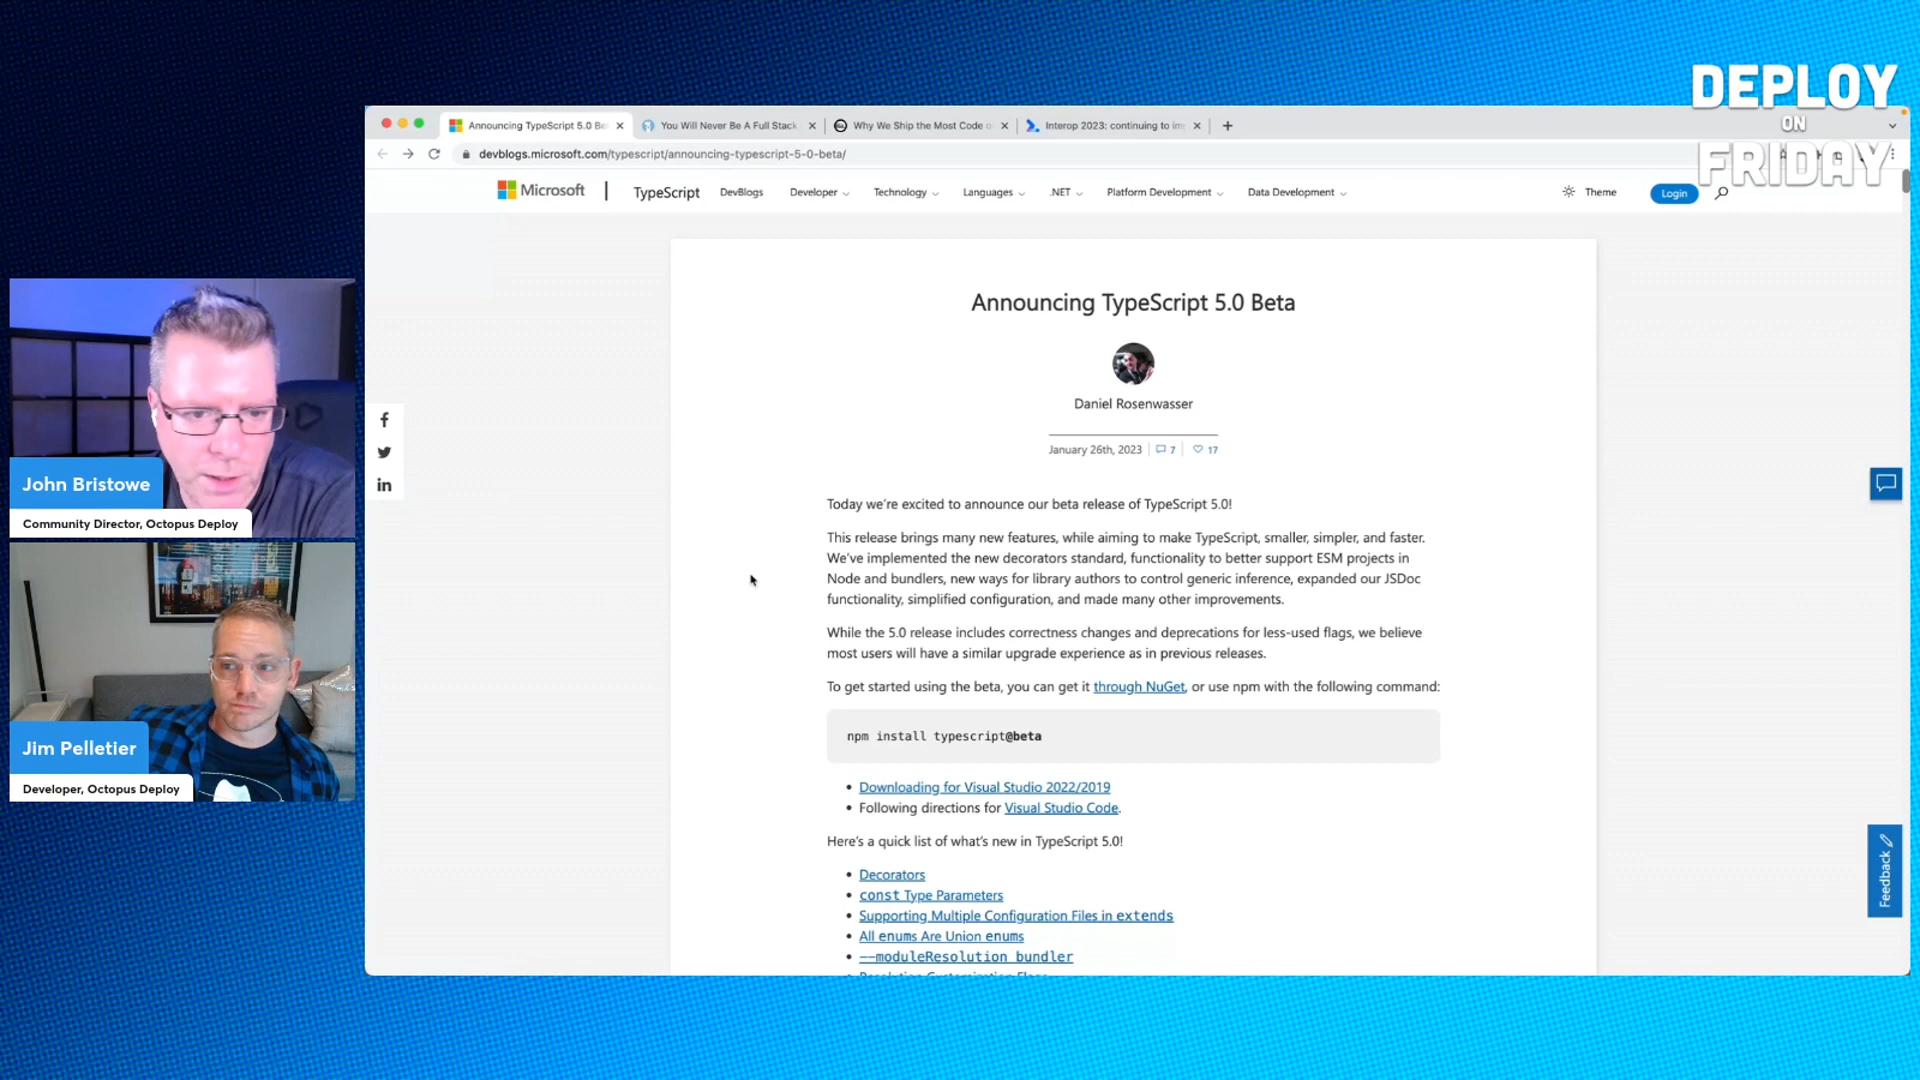 DEPLOY
ON
FRIDAY
Announcing TypeScript 5.0 Be
You Will Never Be A Full Stack
Why We Ship the Most Code o
Interop 2023: continuing to im
devblogs.microsoft.com/typescript/announcing-typescript-5-0-beta/
Microsoft
TypeScript
DevBlogs
Developer
Technology
Languages
.NET
Platform Development
Data Development
Theme
Login
Announcing TypeScript 5.0 Beta
Daniel Rosenwasser
January 26th, 2023
7
17
Today we’re excited to announce our beta release of TypeScript 5.0!
This release brings many new features, while aiming to make TypeScript, smaller, simpler, and faster.
We’ve implemented the new decorators standard, functionality to better support ESM projects in
Node and bundlers, new ways for library authors to control generic inference, expanded our JSDoc
functionality, simplified configuration, and made many other improvements.
While the 5.0 release includes correctness changes and deprecations for less-used flags, we believe
most users will have a similar upgrade experience as in previous releases.
To get started using the beta, you can get it through NuGet, or use npm with the following command:
npm install typescript@beta
• Downloading for Visual Studio 2022/2019
• Following directions for Visual Studio Code.
Here’s a quick list of what’s new in TypeScript 5.0!
• Decorators
• const Type Parameters
• Supporting Multiple Configuration Files in extends
• All enums Are Union enums
• --moduleResolution bundler
• Resolution Customization Flags
Feedback
John Bristowe
Community Director, Octopus Deploy
Jim Pelletier
Developer, Octopus Deploy